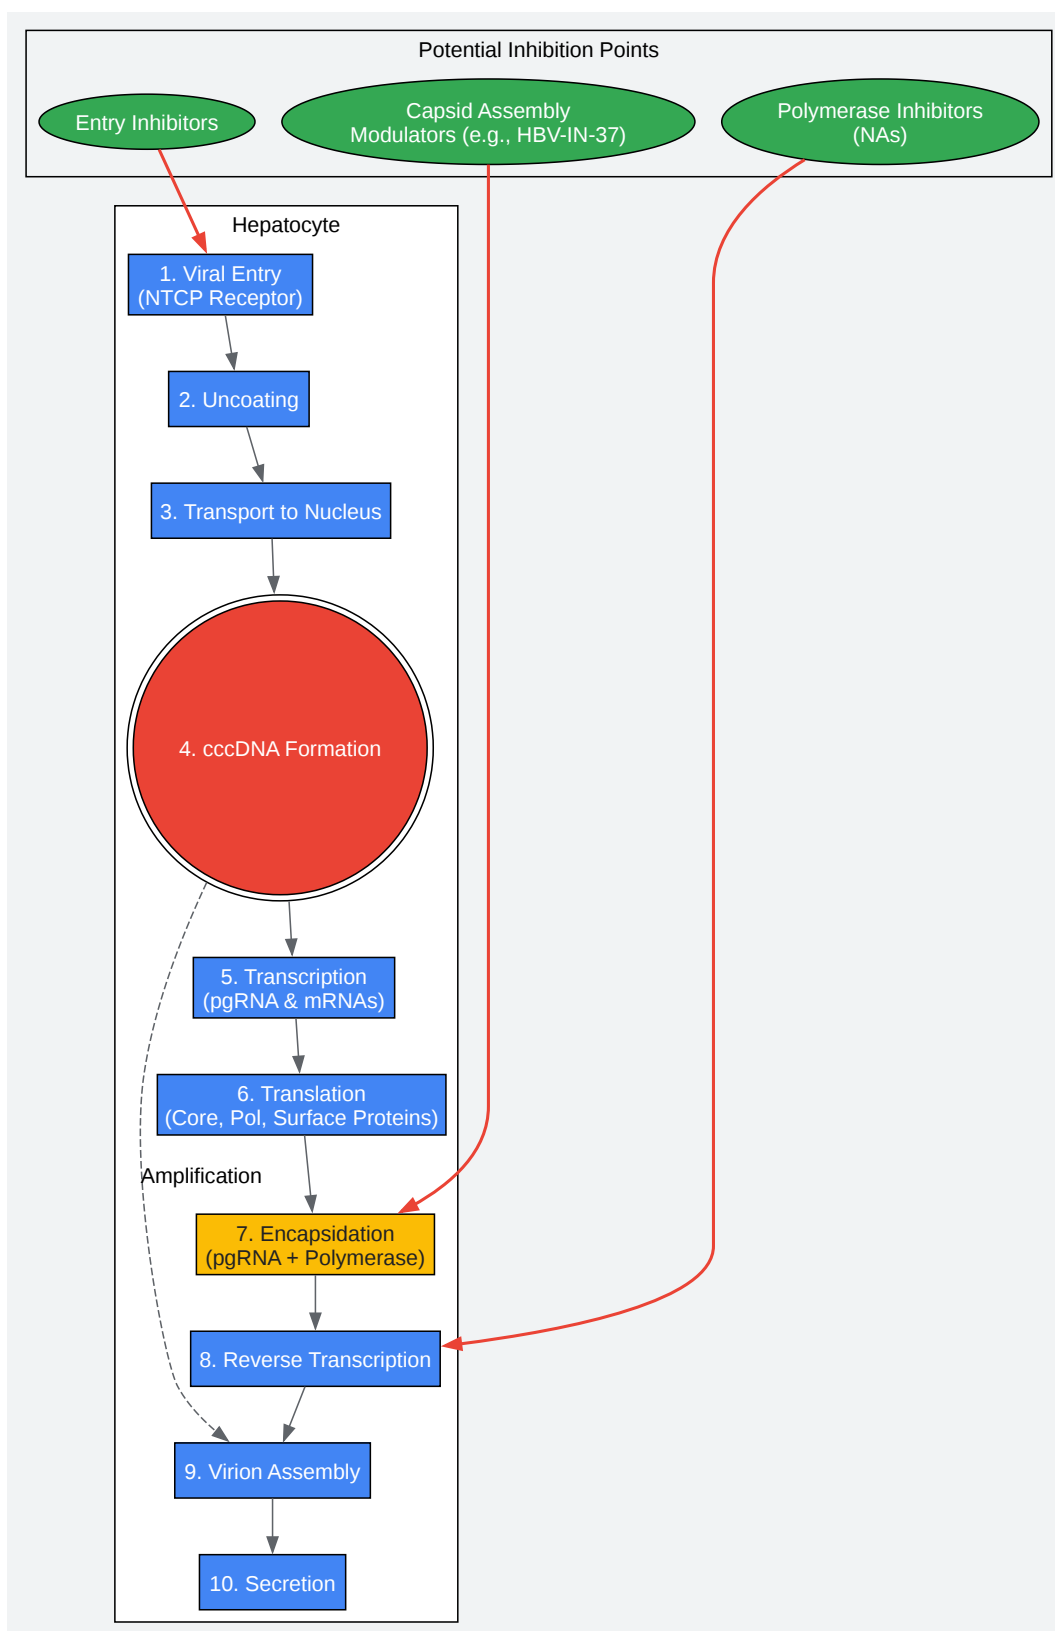 Potential Inhibition Points
Entry Inhibitors
Capsid Assembly
Modulators (e.g., HBV-IN-37)
Polymerase Inhibitors
(NAs)
Hepatocyte
1. Viral Entry
(NTCP Receptor)
2. Uncoating
3. Transport to Nucleus
4. cccDNA Formation
5. Transcription
(pgRNA & mRNAs)
6. Translation
(Core, Pol, Surface Proteins)
Amplification
7. Encapsidation
(pgRNA + Polymerase)
8. Reverse Transcription
9. Virion Assembly
10. Secretion